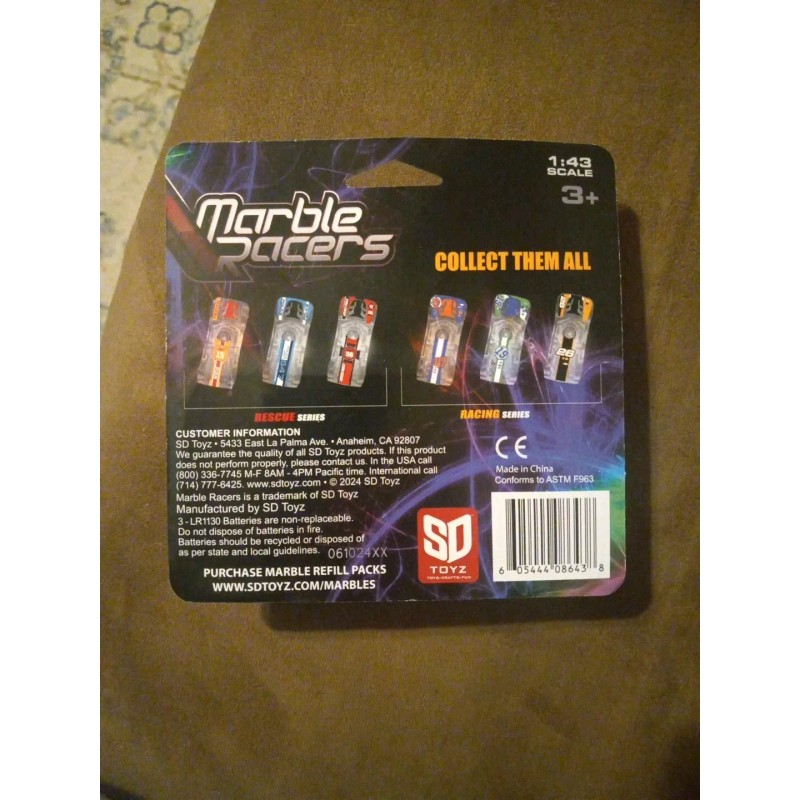 1:43
SCALE
3+
Marble
Racers
COLLECT THEM ALL
26
RESCUE SERIES
RACING SERIES
CUSTOMER INFORMATION
SD Toyz • 5433 East La Palma Ave. • Anaheim, CA 92807
We guarantee the quality of all SD Toyz products. If this product
does not perform properly, please contact us. In the USA call
(800) 336-7745 M-F 8AM - 4PM Pacific time. International call
(714) 777-6425. www.sdtoyz.com • © 2024 SD Toyz
Marble Racers is a trademark of SD Toyz
Manufactured by SD Toyz
3 - LR1130 Batteries are non-replaceable.
Do not dispose of batteries in fire.
Batteries should be recycled or disposed of
as per state and local guidelines. 061024XX
PURCHASE MARBLE REFILL PACKS
WWW.SDTOYZ.COM/MARBLES
CE
Made in China
Conforms to ASTM F963
SD
TOYZ
TOYS•CRAFTS•FUN
6 05444 08643 8